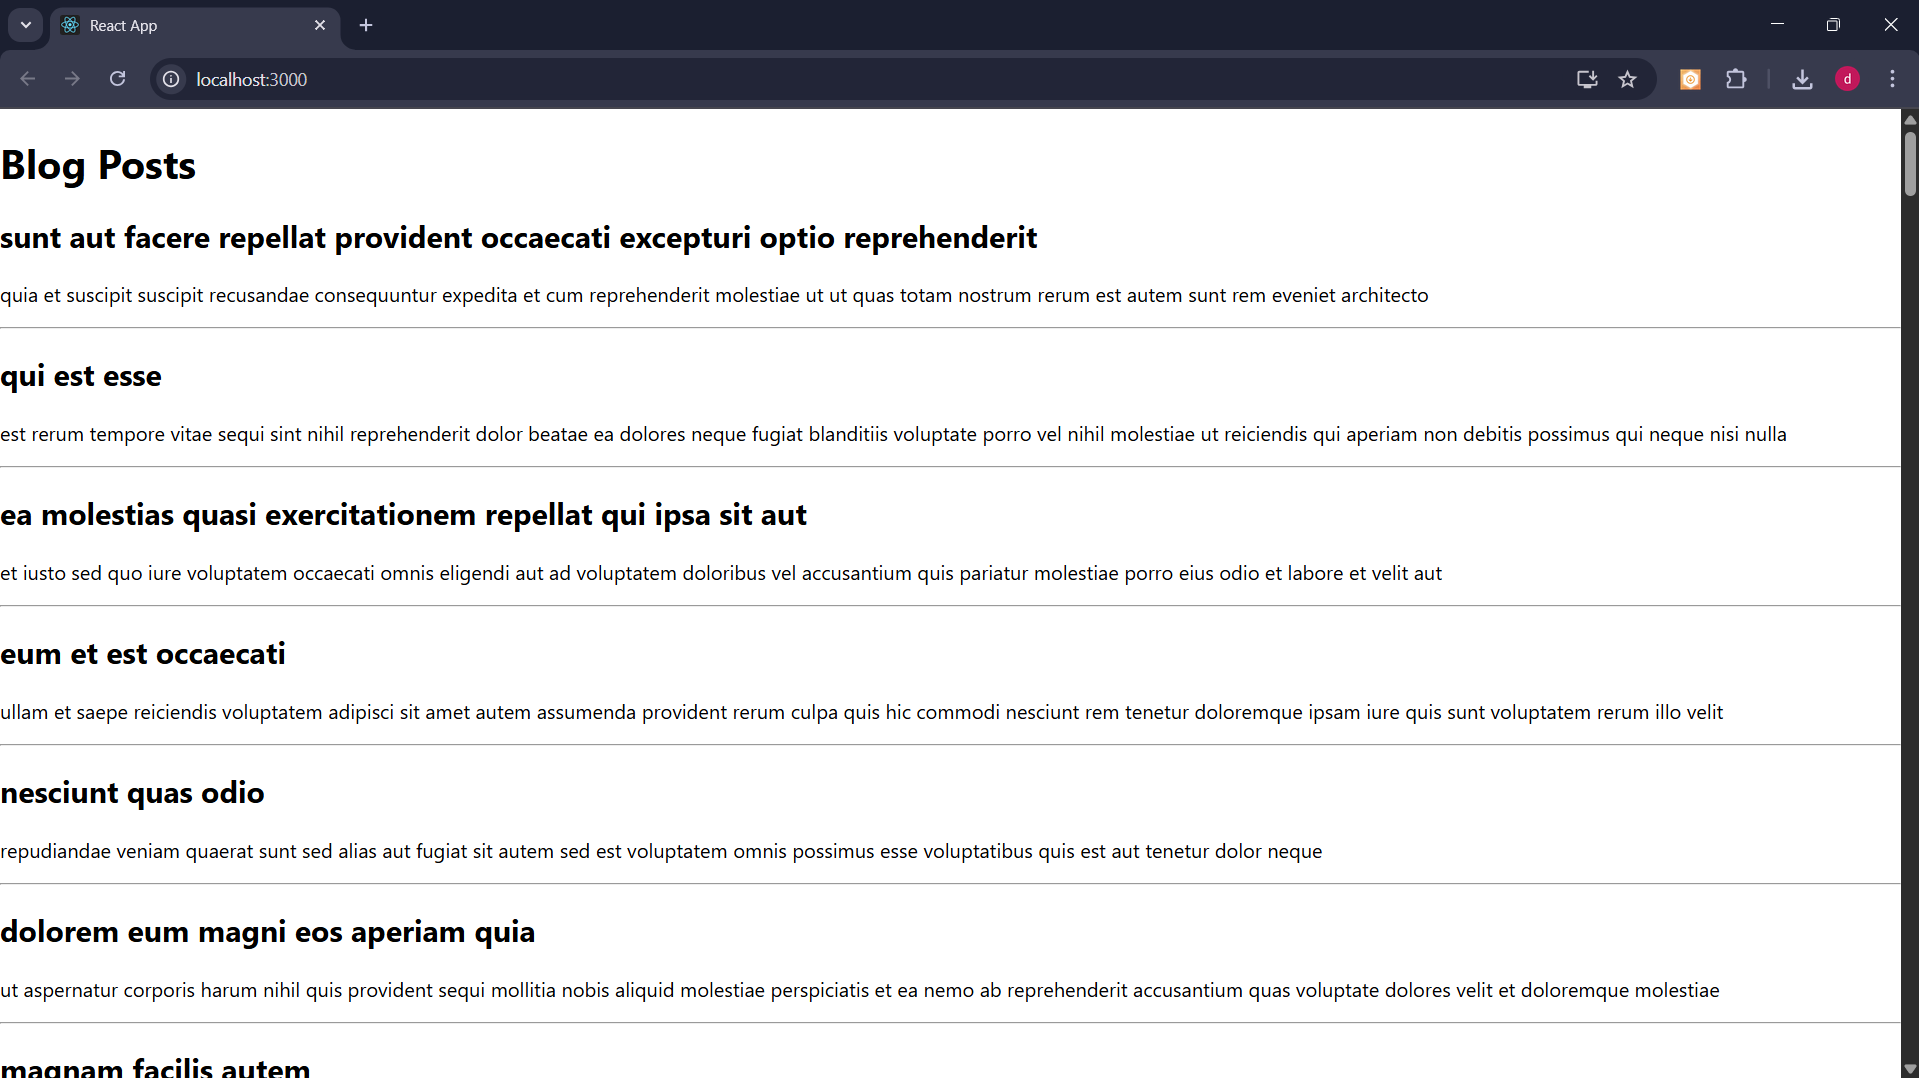 React App
localhost:3000
d
Blog Posts
sunt aut facere repellat provident occaecati excepturi optio reprehenderit
quia et suscipit suscipit recusandae consequuntur expedita et cum reprehenderit molestiae ut ut quas totam nostrum rerum est autem sunt rem eveniet architecto
qui est esse
est rerum tempore vitae sequi sint nihil reprehenderit dolor beatae ea dolores neque fugiat blanditiis voluptate porro vel nihil molestiae ut reiciendis qui aperiam non debitis possimus qui neque nisi nulla
ea molestias quasi exercitationem repellat qui ipsa sit aut
et iusto sed quo iure voluptatem occaecati omnis eligendi aut ad voluptatem doloribus vel accusantium quis pariatur molestiae porro eius odio et labore et velit aut
eum et est occaecati
ullam et saepe reiciendis voluptatem adipisci sit amet autem assumenda provident rerum culpa quis hic commodi nesciunt rem tenetur doloremque ipsam iure quis sunt voluptatem rerum illo velit
nesciunt quas odio
repudiandae veniam quaerat sunt sed alias aut fugiat sit autem sed est voluptatem omnis possimus esse voluptatibus quis est aut tenetur dolor neque
dolorem eum magni eos aperiam quia
ut aspernatur corporis harum nihil quis provident sequi mollitia nobis aliquid molestiae perspiciatis et ea nemo ab reprehenderit accusantium quas voluptate dolores velit et doloremque molestiae
magnam facilis autem